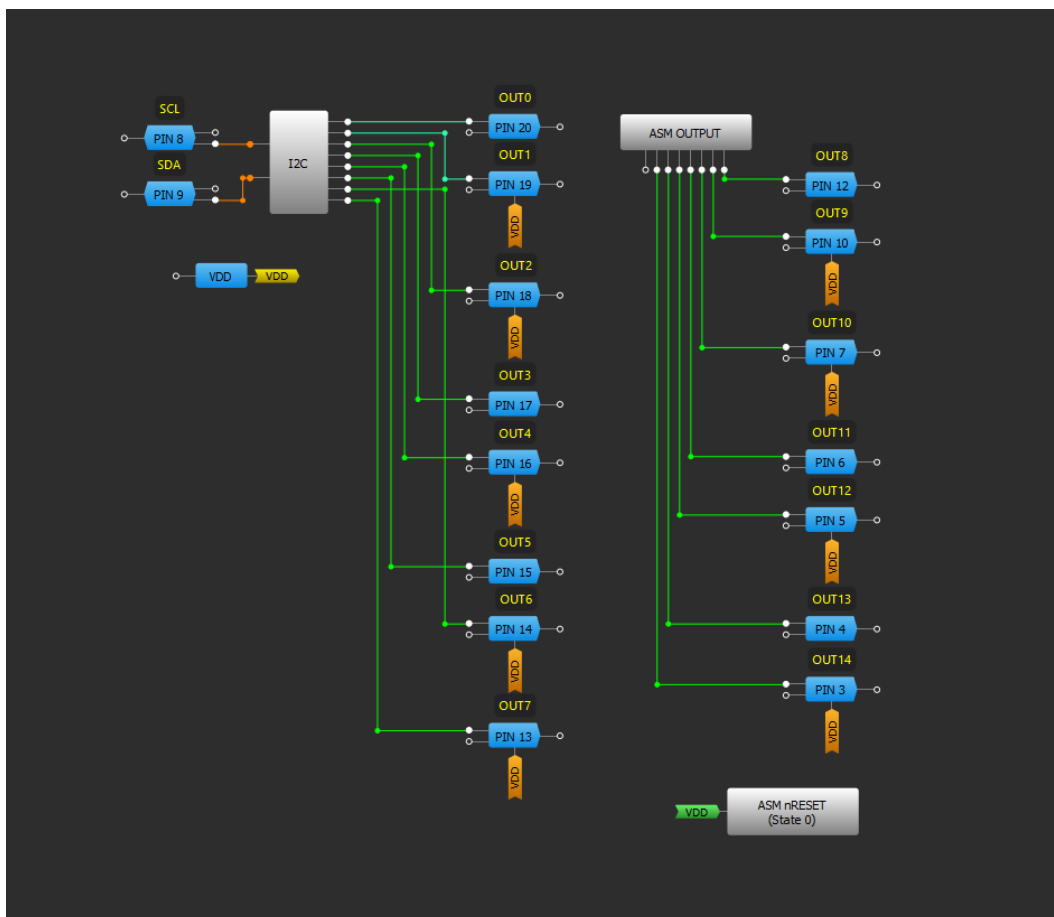 SCL
PIN 8
SDA
PIN 9
I2C
VDD
VDD
OUT0
PIN 20
OUT1
PIN 19
VDD
OUT2
PIN 18
VDD
OUT3
PIN 17
OUT4
PIN 16
VDD
OUT5
PIN 15
OUT6
PIN 14
VDD
OUT7
PIN 13
VDD
ASM OUTPUT
OUT8
PIN 12
OUT9
PIN 10
VDD
OUT10
PIN 7
VDD
OUT11
PIN 6
OUT12
PIN 5
VDD
OUT13
PIN 4
OUT14
PIN 3
VDD
VDD
ASM nRESET
(State 0)